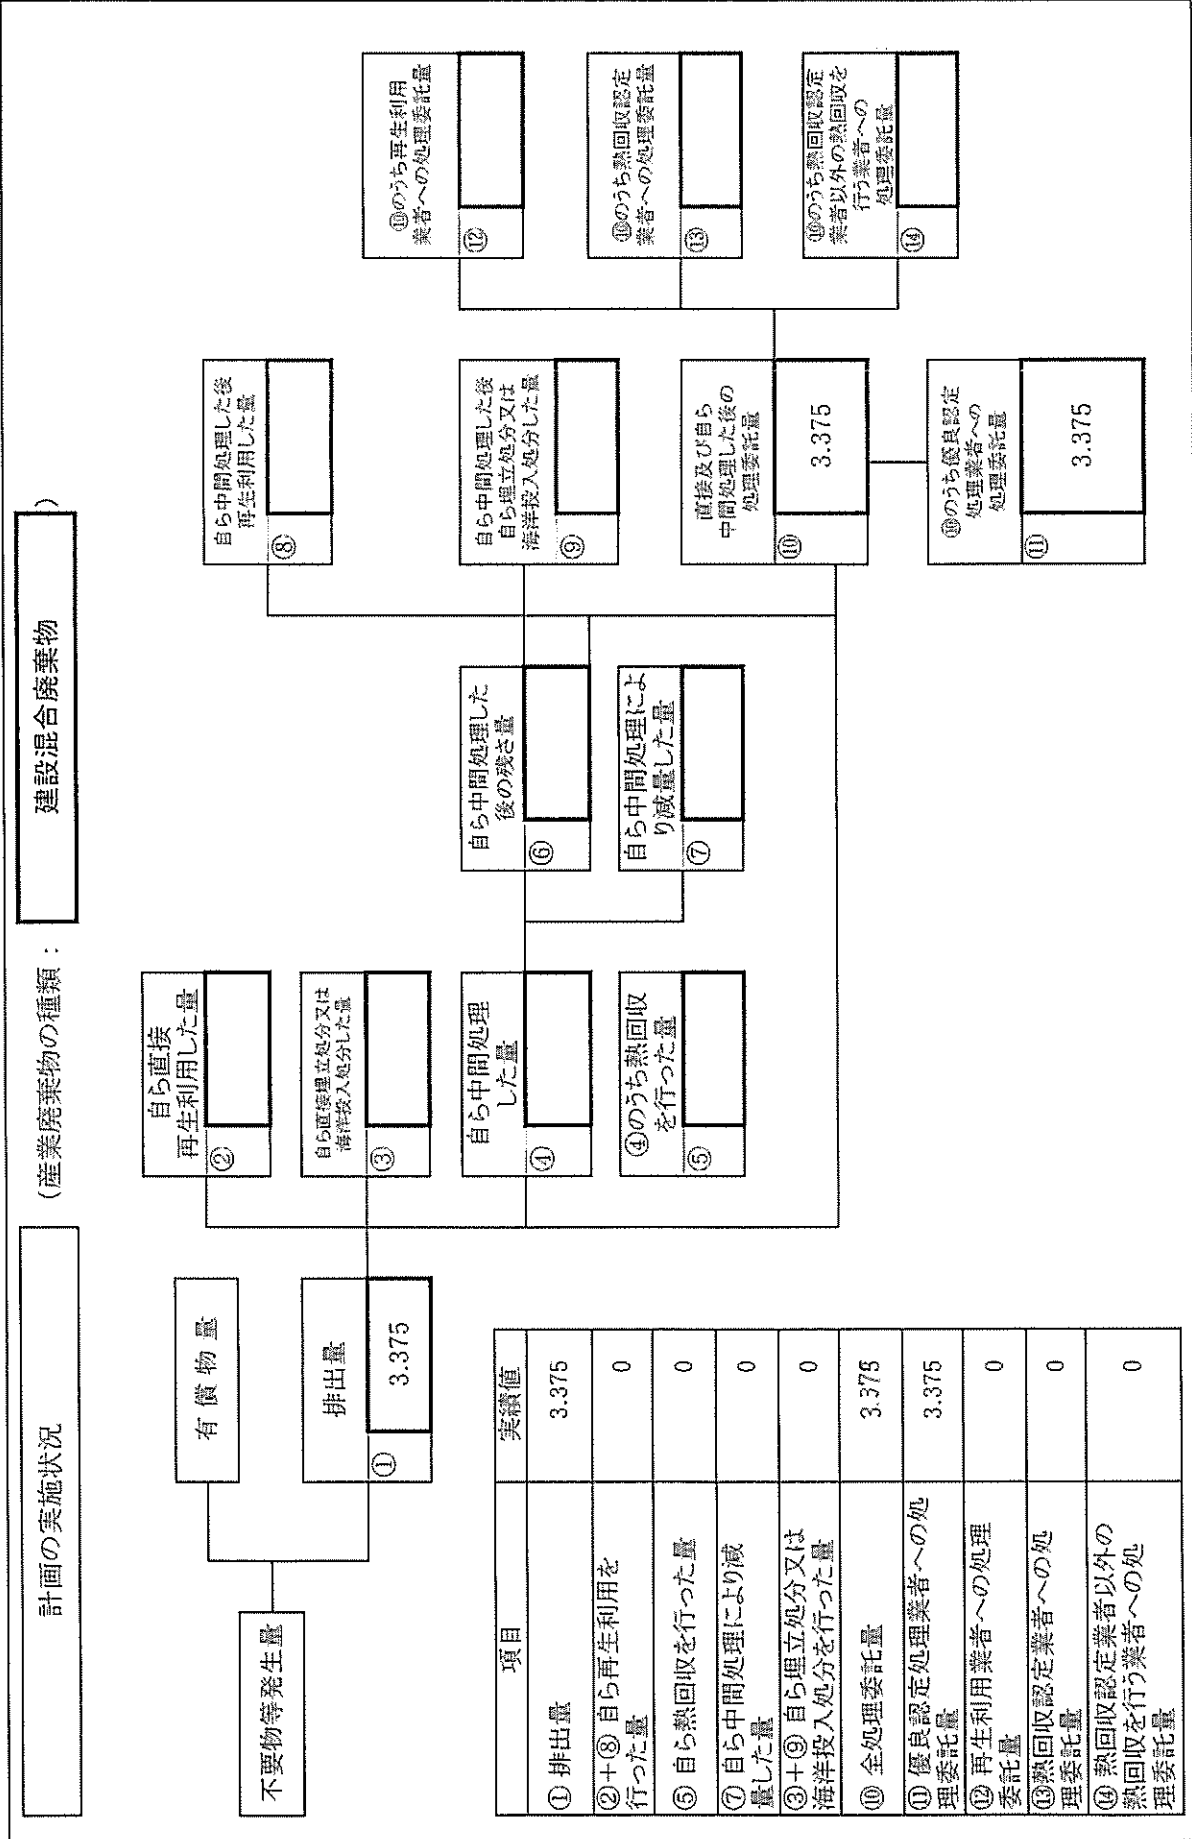 計画の実施状況
（産業廃棄物の種類：
建設混合廃棄物
）
不要物等発生量
有償物量
排出量
①
3.375
自ら直接
再生利用した量
②
自ら直接埋立処分又は
海洋投入処分した量
③
自ら中間処理
した量
④
④のうち熱回収
を行った量
⑤
自ら中間処理した
後の残さ量
⑥
自ら中間処理によ
り減量した量
⑦
自ら中間処理した後
再生利用した量
⑧
自ら中間処理した後
自ら埋立処分又は
海洋投入処分した量
⑨
直接及び自ら
中間処理した後の
処理委託量
⑩
3.375
⑩のうち優良認定
処理業者への
処理委託量
⑪
3.375
⑩のうち再生利用
業者への処理委託量
⑫
⑩のうち熱回収認定
業者への処理委託量
⑬
⑩のうち熱回収認定
業者以外の熱回収を
行う業者への
処理委託量
⑭
項目 実績値
①排出量 3.375
②＋⑧自ら再生利用を
行った量 0
⑤自ら熱回収を行った量 0
⑦自ら中間処理により減
量した量 0
③＋⑨自ら埋立処分又は
海洋投入処分を行った量 0
⑩全処理委託量 3.375
⑪優良認定処理業者への処
理委託量 3.375
⑫再生利用業者への処理
委託量 0
⑬熱回収認定業者への処
理委託量 0
⑭熱回収認定業者以外の
熱回収を行う業者への処
理委託量 0